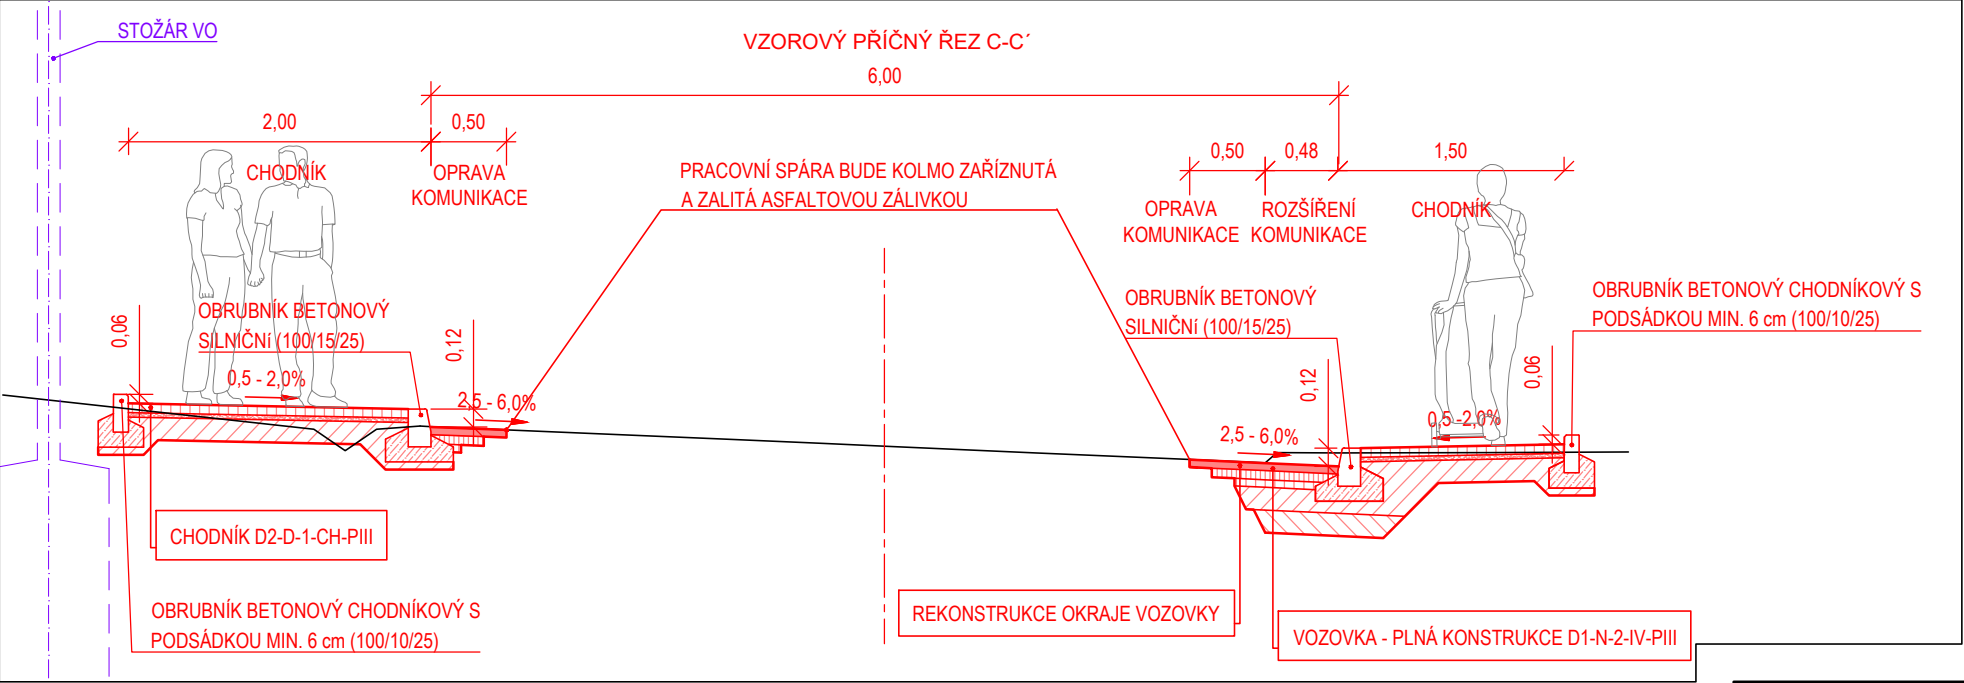 STOŽÁR VO
VZOROVÝ PŘÍČNÝ ŘEZ C-C´
6,00
2,00
0,50
CHODNÍK
OPRAVA
KOMUNIKACE
PRACOVNÍ SPÁRA BUDE KOLMO ZAŘÍZNUTÁ
A ZALITÁ ASFALTOVOU ZÁLIVKOU
0,50
0,48
1,50
OPRAVA
KOMUNIKACE
ROZŠÍŘENÍ
KOMUNIKACE
CHODNÍK
0,06
OBRUBNÍK BETONOVÝ
SILNIČNÍ (100/15/25)
0,12
0,5 - 2,0%
2,5 - 6,0%
OBRUBNÍK BETONOVÝ
SILNIČNÍ (100/15/25)
0,12
2,5 - 6,0%
0,06
0,5 -2,0%
OBRUBNÍK BETONOVÝ CHODNÍKOVÝ S
PODSÁDKOU MIN. 6 cm (100/10/25)
CHODNÍK D2-D-1-CH-PIII
OBRUBNÍK BETONOVÝ CHODNÍKOVÝ S
PODSÁDKOU MIN. 6 cm (100/10/25)
REKONSTRUKCE OKRAJE VOZOVKY
VOZOVKA - PLNÁ KONSTRUKCE D1-N-2-IV-PIII